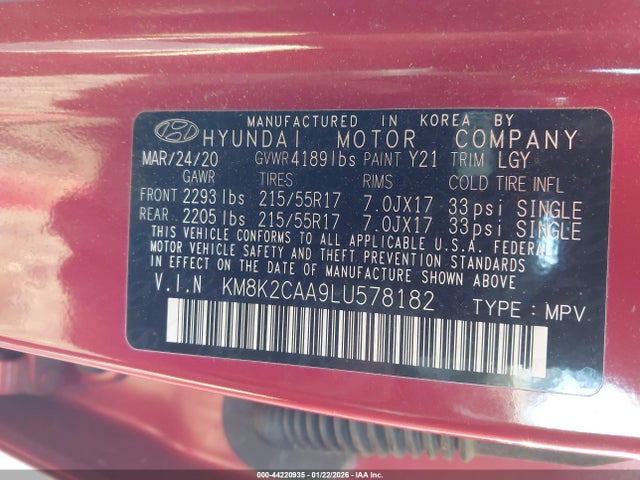 MANUFACTURED IN KOREA BY
HYUNDAI MOTOR COMPANY
MAR/24/20 GVWR 4189lbs PAINT Y21 TRIM LGY
GAWR TIRES RIMS COLD TIRE INFL
FRONT 2293 lbs 215/55R17 7.0JX17 33 psi SINGLE
REAR 2205 lbs 215/55R17 7.0JX17 33 psi SINGLE
THIS VEHICLE CONFORMS TO ALL APPLICABLE U.S.A. FEDERAL
MOTOR VEHICLE SAFETY AND THEFT PREVENTION STANDARDS
IN EFFECT ON THE DATE OF MANUFACTURE SHOWN ABOVE
V.I.N KM8K2CAA9LU578182 TYPE : MPV
000-44220935 - 01/22/2026 - IAA Inc.